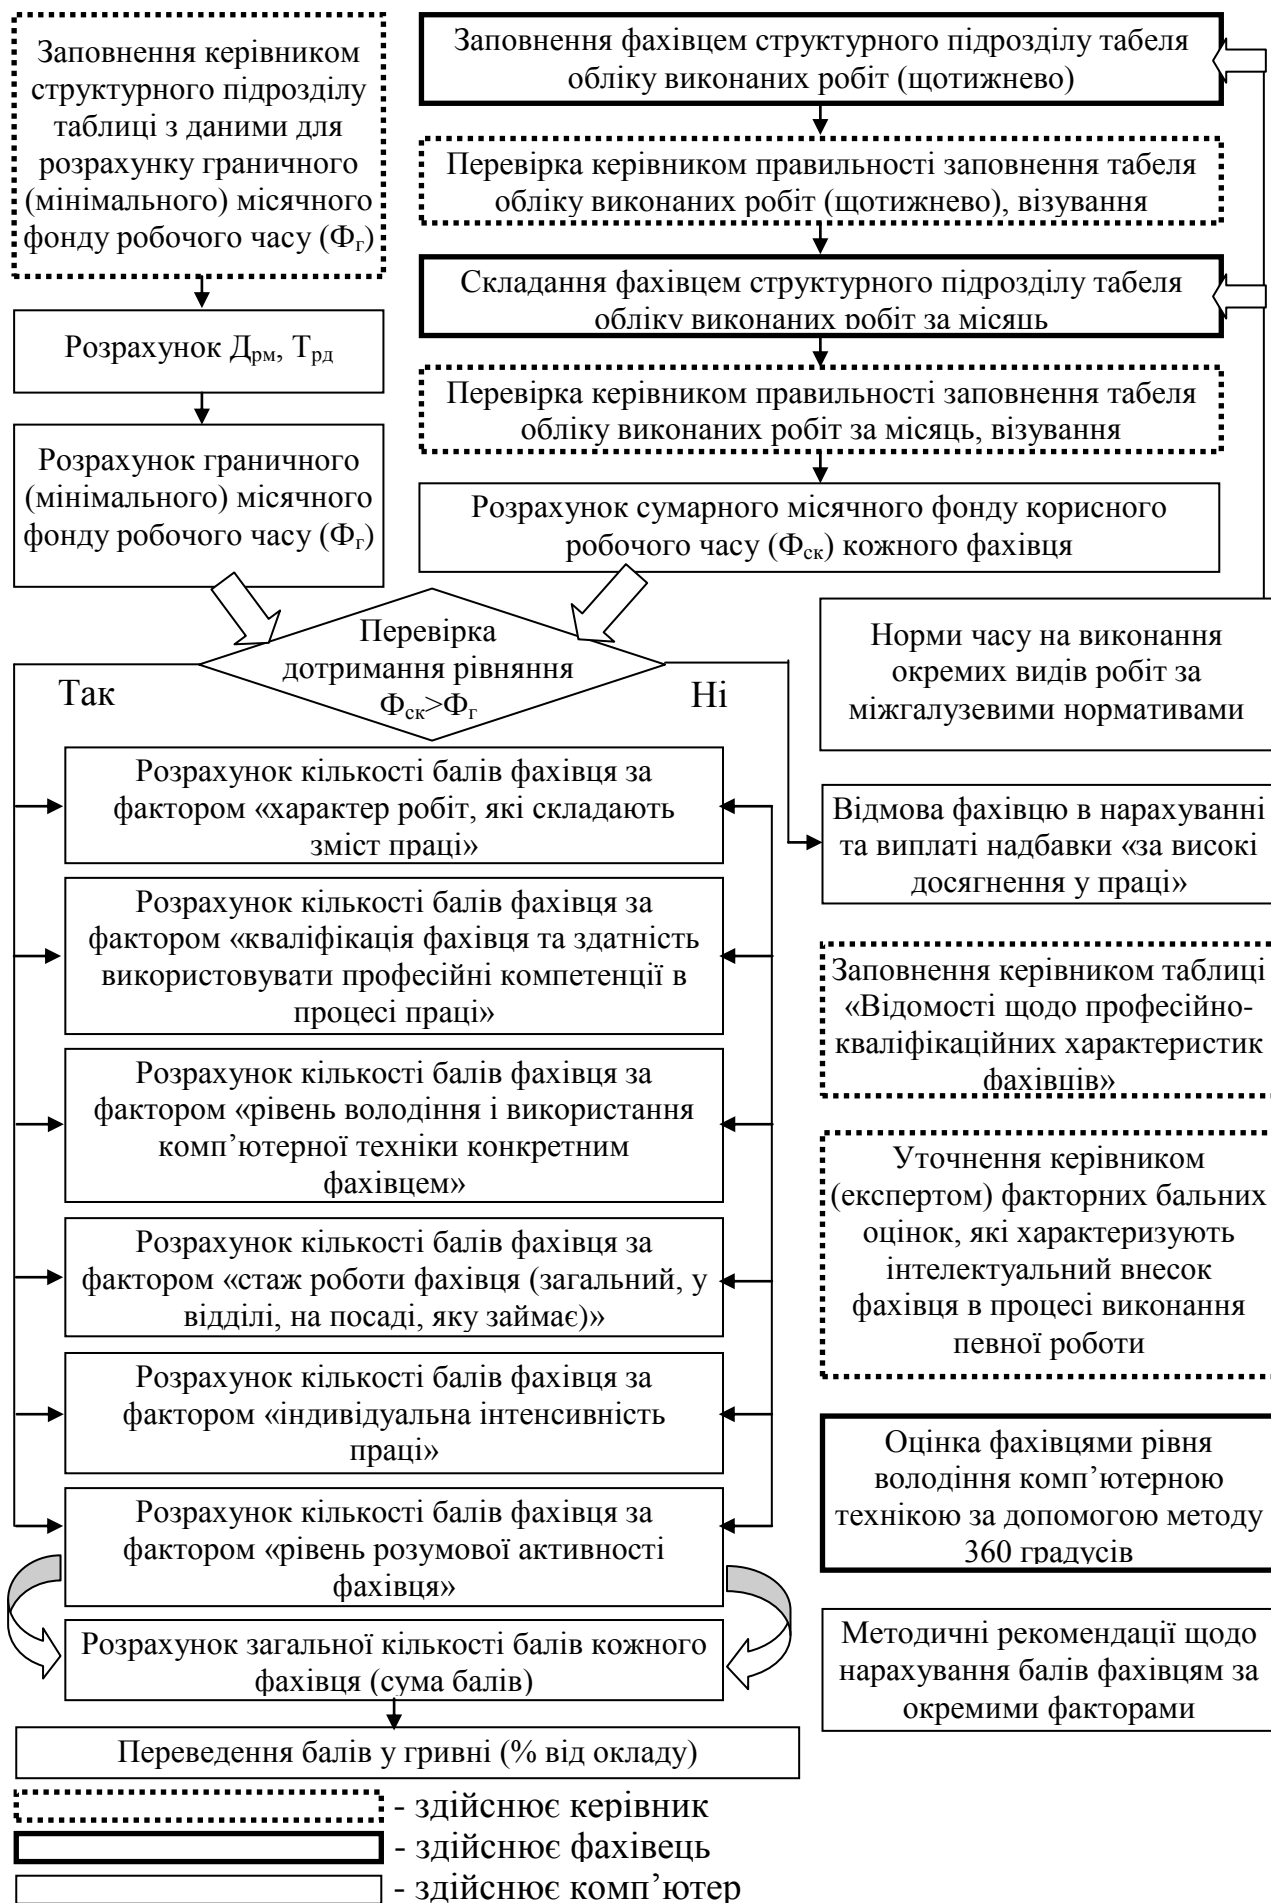 Заповнення керівником
структурного підрозділу
таблиці з даними для
розрахунку граничного
(мінімального) місячного
фонду робочого часу (Фг)
Розрахунок Дрм, Трд
Розрахунок граничного
(мінімального) місячного
фонду робочого часу (Фг)
Заповнення фахівцем структурного підрозділу табеля
обліку виконаних робіт (щотижнево)
Перевірка керівником правильності заповнення табеля
обліку виконаних робіт (щотижнево), візування
Складання фахівцем структурного підрозділу табеля
обліку виконаних робіт за місяць
Перевірка керівником правильності заповнення табеля
обліку виконаних робіт за місяць, візування
Розрахунок сумарного місячного фонду корисного
робочого часу (Фск) кожного фахівця
Перевірка
дотримання рівняння
Фск>Фг
Так
Ні
Норми часу на виконання
окремих видів робіт за
міжгалузевими нормативами
Розрахунок кількості балів фахівця за
фактором «характер робіт, які складають
зміст праці»
Розрахунок кількості балів фахівця за
фактором «кваліфікація фахівця та здатність
використовувати професійні компетенції в
процесі праці»
Розрахунок кількості балів фахівця за
фактором «рівень володіння і використання
комп’ютерної техніки конкретним
фахівцем»
Розрахунок кількості балів фахівця за
фактором «стаж роботи фахівця (загальний, у
відділі, на посаді, яку займає)»
Розрахунок кількості балів фахівця за
фактором «індивідуальна інтенсивність
праці»
Розрахунок кількості балів фахівця за
фактором «рівень розумової активності
фахівця»
Розрахунок загальної кількості балів кожного
фахівця (сума балів)
Переведення балів у гривні (% від окладу)
Відмова фахівцю в нарахуванні
та виплаті надбавки «за високі
досягнення у праці»
Заповнення керівником таблиці
«Відомості щодо професійно-
кваліфікаційних характеристик
фахівців»
Уточнення керівником
(експертом) факторних бальних
оцінок, які характеризують
інтелектуальний внесок
фахівця в процесі виконання
певної роботи
Оцінка фахівцями рівня
володіння комп’ютерною
технікою за допомогою методу
360 градусів
Методичні рекомендації щодо
нарахування балів фахівцям за
окремими факторами
- здійснює керівник
- здійснює фахівець
- здійснює комп’ютер